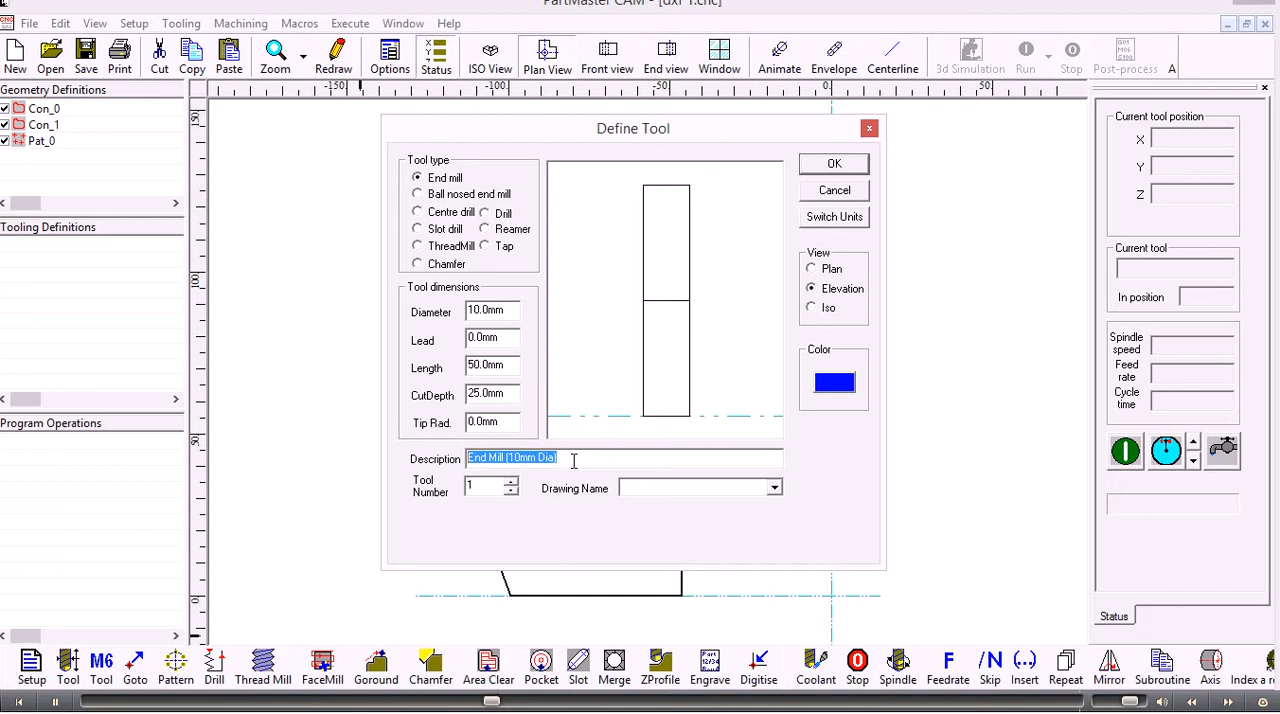 PartMaster CAM - [dxf 1.cnc]
File Edit View Setup Tooling Machining Macros Execute Window Help
New Open Save Print Cut Copy Paste Zoom Redraw Options Status ISO View Plan View Front view End view Window Animate Envelope Centerline 3d Simulation Run Stop Post-process A
Geometry Definitions
Con_0
Con_1
Pat_0
Tooling Definitions
Program Operations
-150 -100 -50 0 50
150
100
50
0
Define Tool
Tool type
End mill
Ball nosed end mill
Centre drill Drill
Slot drill Reamer
ThreadMill Tap
Chamfer
Tool dimensions
Diameter 10.0mm
Lead 0.0mm
Length 50.0mm
CutDepth 25.0mm
Tip Rad. 0.0mm
Description End Mill (10mm Dia)
Tool Number 1 Drawing Name
OK
Cancel
Switch Units
View
Plan
Elevation
Iso
Color
Current tool position
X
Y
Z
Current tool
In position
Spindle speed
Feed rate
Cycle time
Status
Setup Tool Tool Goto Pattern Drill Thread Mill FaceMill Goround Chamfer Area Clear Pocket Slot Merge ZProfile Engrave Digitise Coolant Stop Spindle Feedrate Skip Insert Repeat Mirror Subroutine Axis Index a r